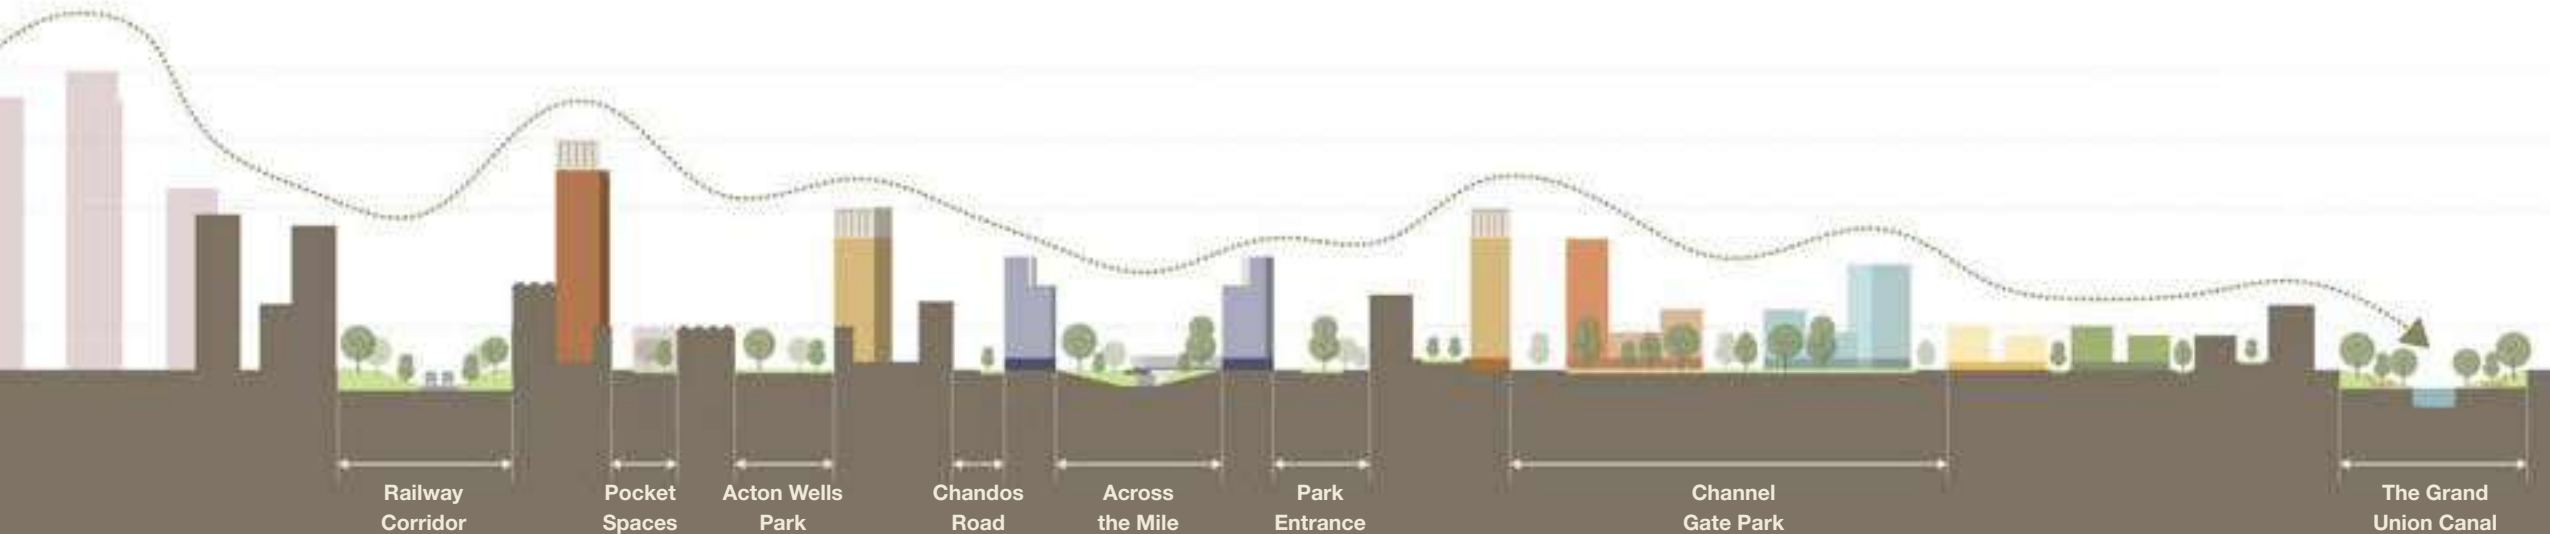 Railway
Corridor
Pocket
Spaces
Acton Wells
Park
Chandos
Road
Across
the Mile
Park
Entrance
Channel
Gate Park
The Grand
Union Canal